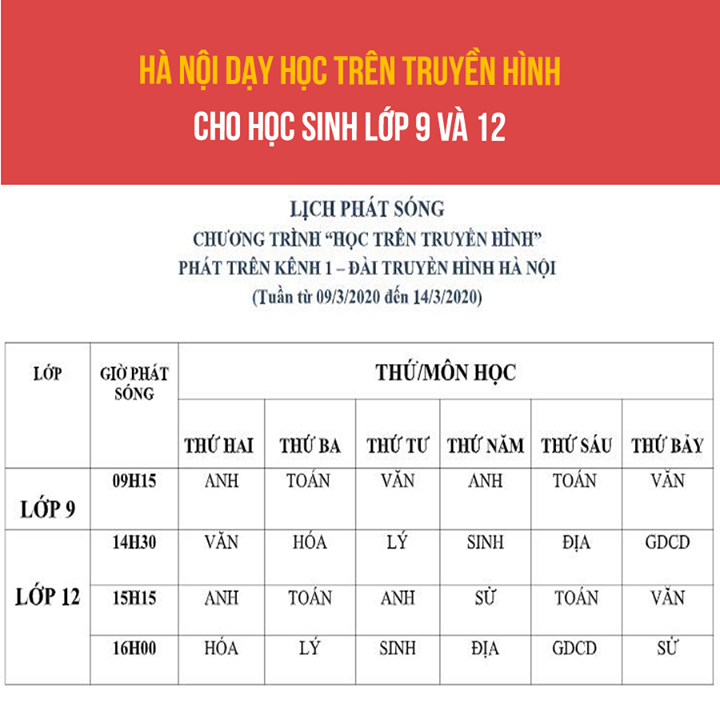 HÀ NỘI DẠY HỌC TRÊN TRUYỀN HÌNH
CHO HỌC SINH LỚP 9 VÀ 12
LỊCH PHÁT SÓNG
CHƯƠNG TRÌNH “HỌC TRÊN TRUYỀN HÌNH”
PHÁT TRÊN KÊNH 1 – ĐÀI TRUYỀN HÌNH HÀ NỘI
(Tuần từ 09/3/2020 đến 14/3/2020)
LỚP GIỜ PHÁT SÓNG THỨ/MÔN HỌC
THỨ HAI THỨ BA THỨ TƯ THỨ NĂM THỨ SÁU THỨ BẢY
LỚP 9 09H15 ANH TOÁN VĂN ANH TOÁN VĂN
LỚP 12 14H30 VĂN HÓA LÝ SINH ĐỊA GDCD
15H15 ANH TOÁN ANH SỬ TOÁN VĂN
16H00 HÓA LÝ SINH ĐỊA GDCD SỬ